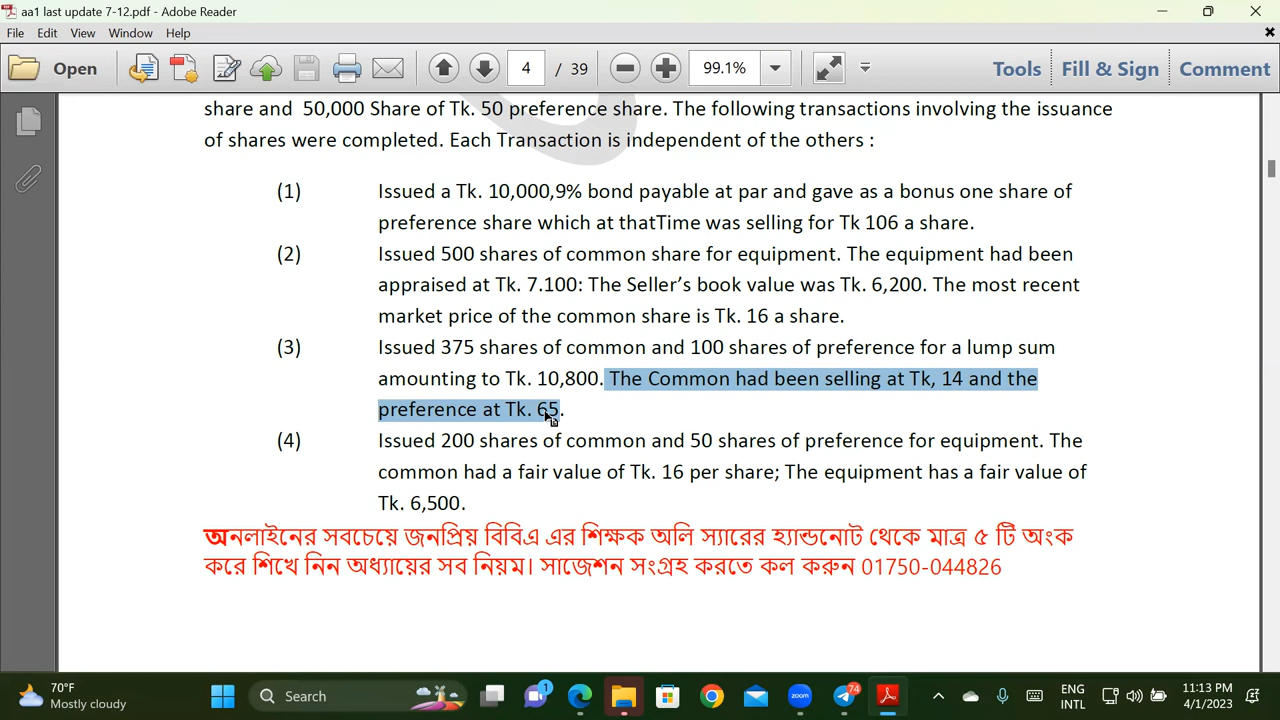 aa1 last update 7-12.pdf - Adobe Reader
File Edit View Window Help
Open 4 / 39 99.1% Tools Fill & Sign Comment
share and 50,000 Share of Tk. 50 preference share. The following transactions involving the issuance
of shares were completed. Each Transaction is independent of the others :
(1) Issued a Tk. 10,000,9% bond payable at par and gave as a bonus one share of
preference share which at thatTime was selling for Tk 106 a share.
(2) Issued 500 shares of common share for equipment. The equipment had been
appraised at Tk. 7.100: The Seller's book value was Tk. 6,200. The most recent
market price of the common share is Tk. 16 a share.
(3) Issued 375 shares of common and 100 shares of preference for a lump sum
amounting to Tk. 10,800. The Common had been selling at Tk, 14 and the
preference at Tk. 65.
(4) Issued 200 shares of common and 50 shares of preference for equipment. The
common had a fair value of Tk. 16 per share; The equipment has a fair value of
Tk. 6,500.
অনলাইনের সবচেয়ে জনপ্রিয় বিবিএ এর শিক্ষক অলি স্যারের হ্যান্ডনোট থেকে মাত্র ৫ টি অংক
করে শিখে নিন অধ্যায়ের সব নিয়ম। সাজেশন সংগ্রহ করতে কল করুন 01750-044826
70°F
Mostly cloudy
Search
1
74
ENG
INTL
11:13 PM
4/1/2023